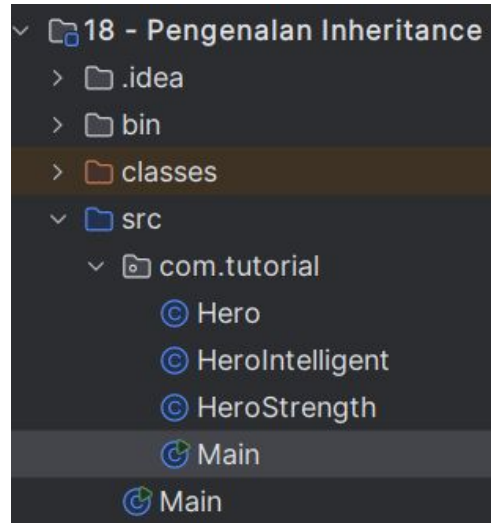 18 - Pengenalan Inheritance
.idea
bin
classes
src
com.tutorial
Hero
HeroIntelligent
HeroStrength
Main
Main